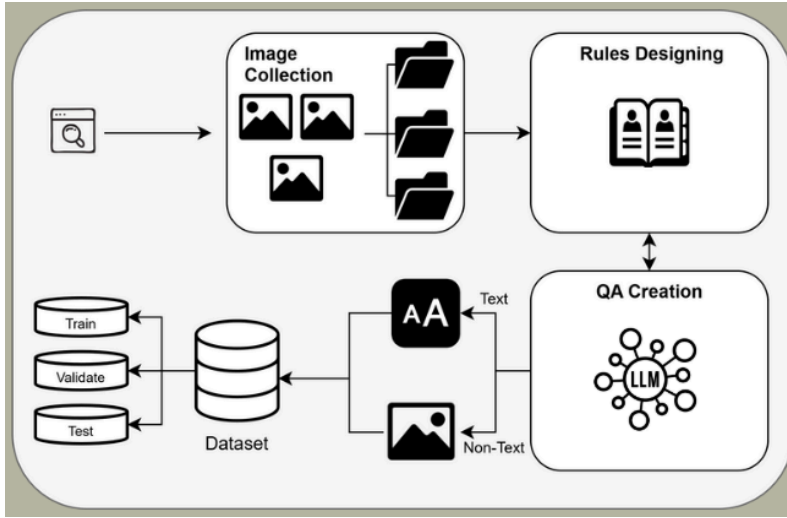 Image
Collection
Rules Designing
QA Creation
LLM
AA
Text
Non-Text
Dataset
Train
Validate
Test